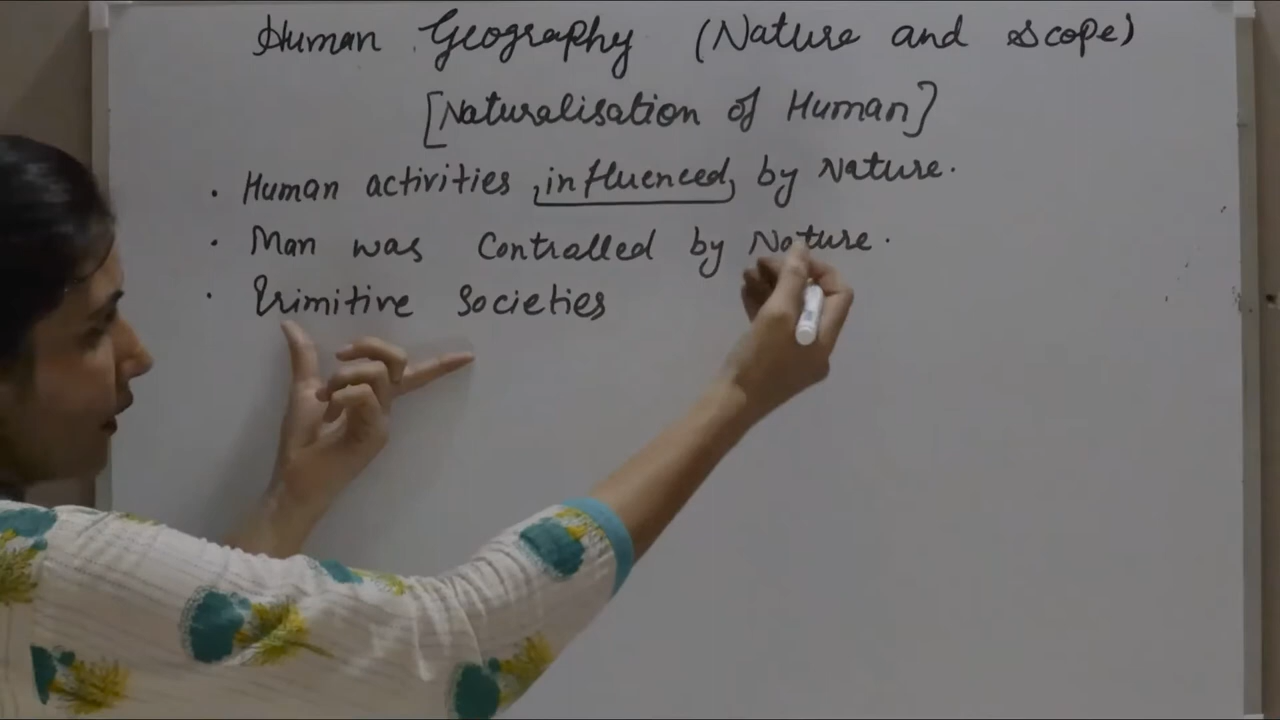 Human Geography (Nature and Scope)
[Naturalisation of Human]
· Human activities influenced by Nature.
· Man was Controlled by Nature.
· Primitive Societies